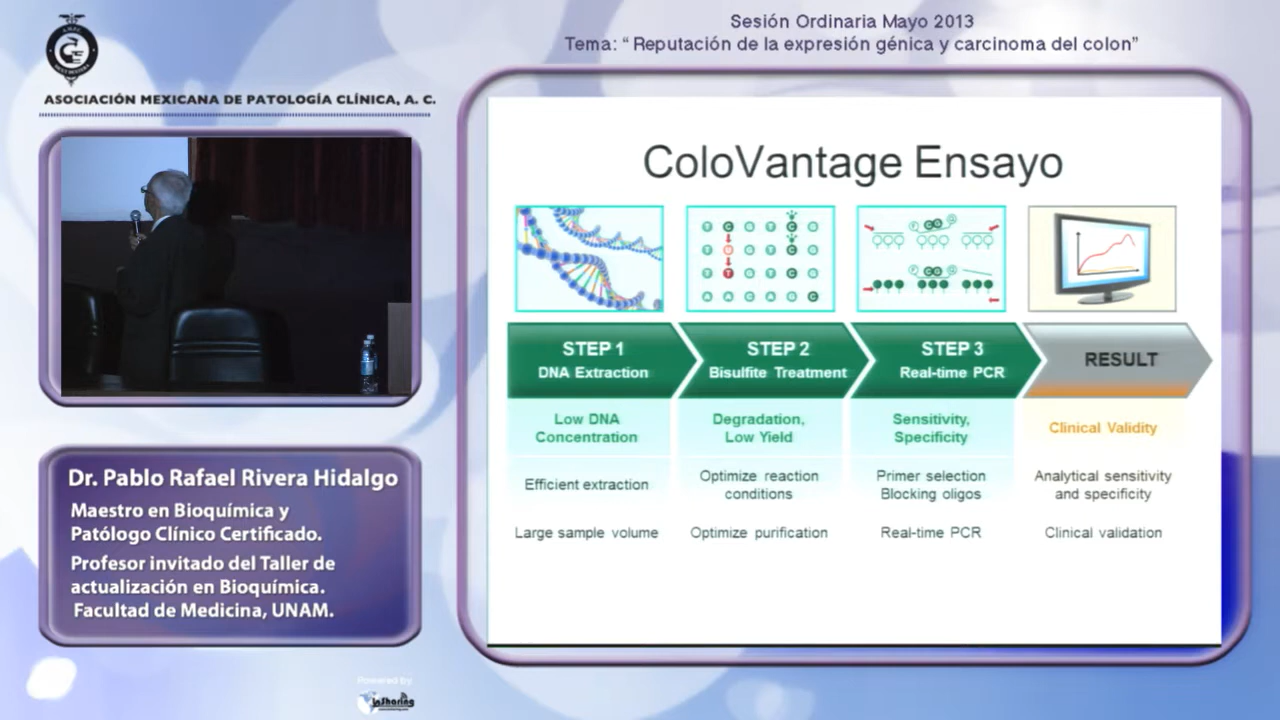 Sesión Ordinaria Mayo 2013
Tema: “ Reputación de la expresión génica y carcinoma del colon”
ASOCIACIÓN MEXICANA DE PATOLOGÍA CLÍNICA, A. C.
ColoVantage Ensayo
STEP 1
DNA Extraction
STEP 2
Bisulfite Treatment
STEP 3
Real-time PCR
RESULT
Low DNA
Concentration
Degradation,
Low Yield
Sensitivity,
Specificity
Clinical Validity
Efficient extraction
Optimize reaction
conditions
Primer selection
Blocking oligos
Analytical sensitivity
and specificity
Large sample volume
Optimize purification
Real-time PCR
Clinical validation
Dr. Pablo Rafael Rivera Hidalgo
Maestro en Bioquímica y
Patólogo Clínico Certificado.
Profesor invitado del Taller de
actualización en Bioquímica.
Facultad de Medicina, UNAM.
Powered by
InSharing